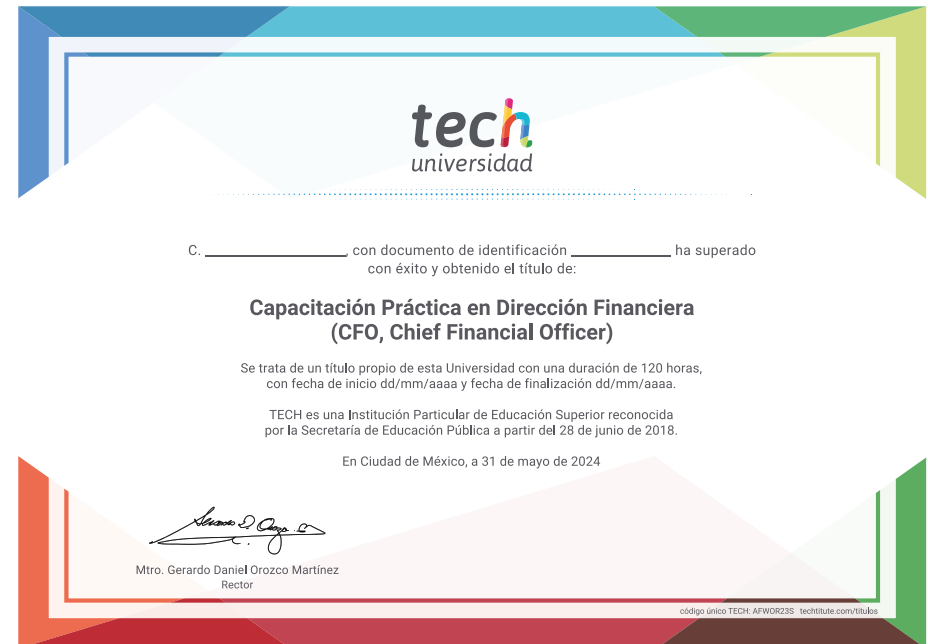 tech
universidad
C. ____________, con documento de identificación ____________ ha superado
con éxito y obtenido el título de:
Capacitación Práctica en Dirección Financiera
(CFO, Chief Financial Officer)
Se trata de un título propio de esta Universidad con una duración de 120 horas,
con fecha de inicio dd/mm/aaaa y fecha de finalización dd/mm/aaaa.
TECH es una Institución Particular de Educación Superior reconocida
por la Secretaría de Educación Pública a partir del 28 de junio de 2018.
En Ciudad de México, a 31 de mayo de 2024
Mtro. Gerardo Daniel Orozco Martínez
Rector
código único TECH: AFWOR23S techtitute.com/titulos